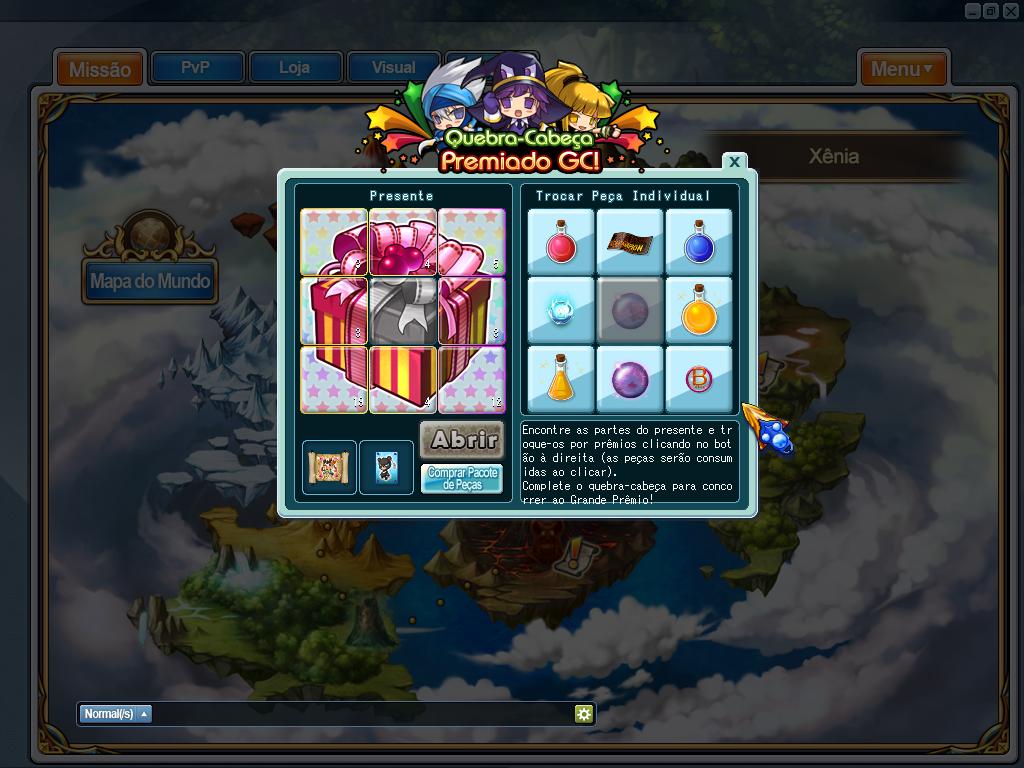 Missão
PvP
Loja
Visual
Menu
Quebra-Cabeça
Premiado GC!
Xênia
X
Presente
Trocar Peça Individual
Mapa do Mundo
4
5
3
3
4
12
B
Abrir
Comprar Pacote
de Peças
Encontre as partes do presente e tr
oque-os por prêmios clicando no bot
ão à direita (as peças serão consum
idas ao clicar).
Complete o quebra-cabeça para conco
rrer ao Grande Prêmio!
Normal(/s)